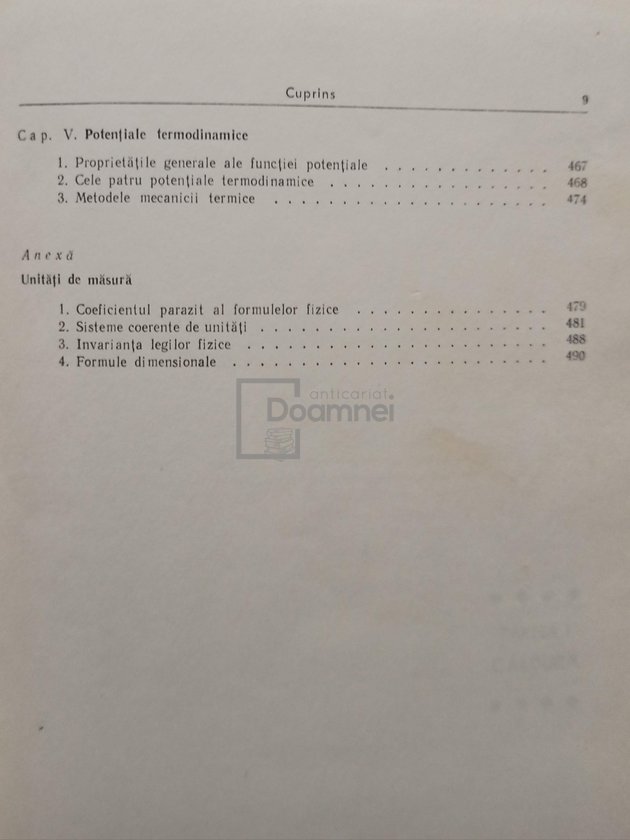 Cuprins 9
Cap. V. Potențiale termodinamice
1. Proprietățile generale ale funcției potențiale . . . . . . . . . . . . . 467
2. Cele patru potențiale termodinamice . . . . . . . . . . . . . . . . 468
3. Metodele mecanicii termice . . . . . . . . . . . . . . . . . . . . 474
Anexă
Unități de măsură
1. Coeficientul parazit al formulelor fizice . . . . . . . . . . . . . . 479
2. Sisteme coerente de unități . . . . . . . . . . . . . . . . . . . . 481
3. Invarianța legilor fizice . . . . . . . . . . . . . . . . . . . . . 488
4. Formule dimensionale . . . . . . . . . . . . . . . . . . . . . . 490
anticariat
Doamnei